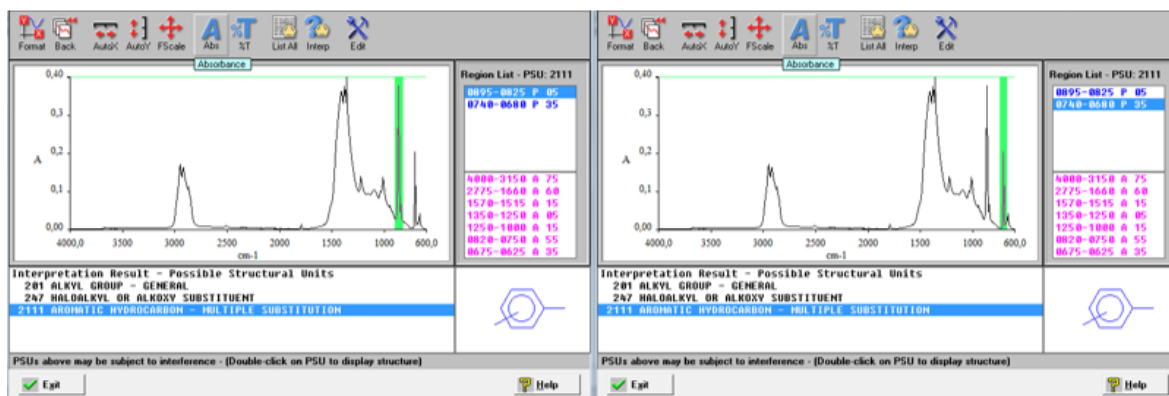 Format Back AutoX AutoY FScale Abs %T List All Interp Edit
Absorbance
Region List - PSU: 2111
0895-0825 P 05
0740-0680 P 35
4000-3150 A 75
2775-1660 A 60
1570-1515 A 15
1350-1250 A 05
1250-1000 A 15
0820-0750 A 55
0675-0625 A 35
0,40
0,3
A
0,2
0,1
0,00
4000,0 3500 3000 2500 2000 1500 1000 600,0
cm-1
Interpretation Result - Possible Structural Units
201 ALKYL GROUP - GENERAL
247 HALOALKYL OR ALKOXY SUBSTITUENT
2111 AROMATIC HYDROCARBON - MULTIPLE SUBSTITUTION
PSUs above may be subject to interference - (Double-click on PSU to display structure)
Exit Help
Format Back AutoX AutoY FScale Abs %T List All Interp Edit
Absorbance
Region List - PSU: 2111
0895-0825 P 05
0740-0680 P 35
4000-3150 A 75
2775-1660 A 60
1570-1515 A 15
1350-1250 A 05
1250-1000 A 15
0820-0750 A 55
0675-0625 A 35
0,40
0,3
A
0,2
0,1
0,00
4000,0 3500 3000 2500 2000 1500 1000 600,0
cm-1
Interpretation Result - Possible Structural Units
201 ALKYL GROUP - GENERAL
247 HALOALKYL OR ALKOXY SUBSTITUENT
2111 AROMATIC HYDROCARBON - MULTIPLE SUBSTITUTION
PSUs above may be subject to interference - (Double-click on PSU to display structure)
Exit Help